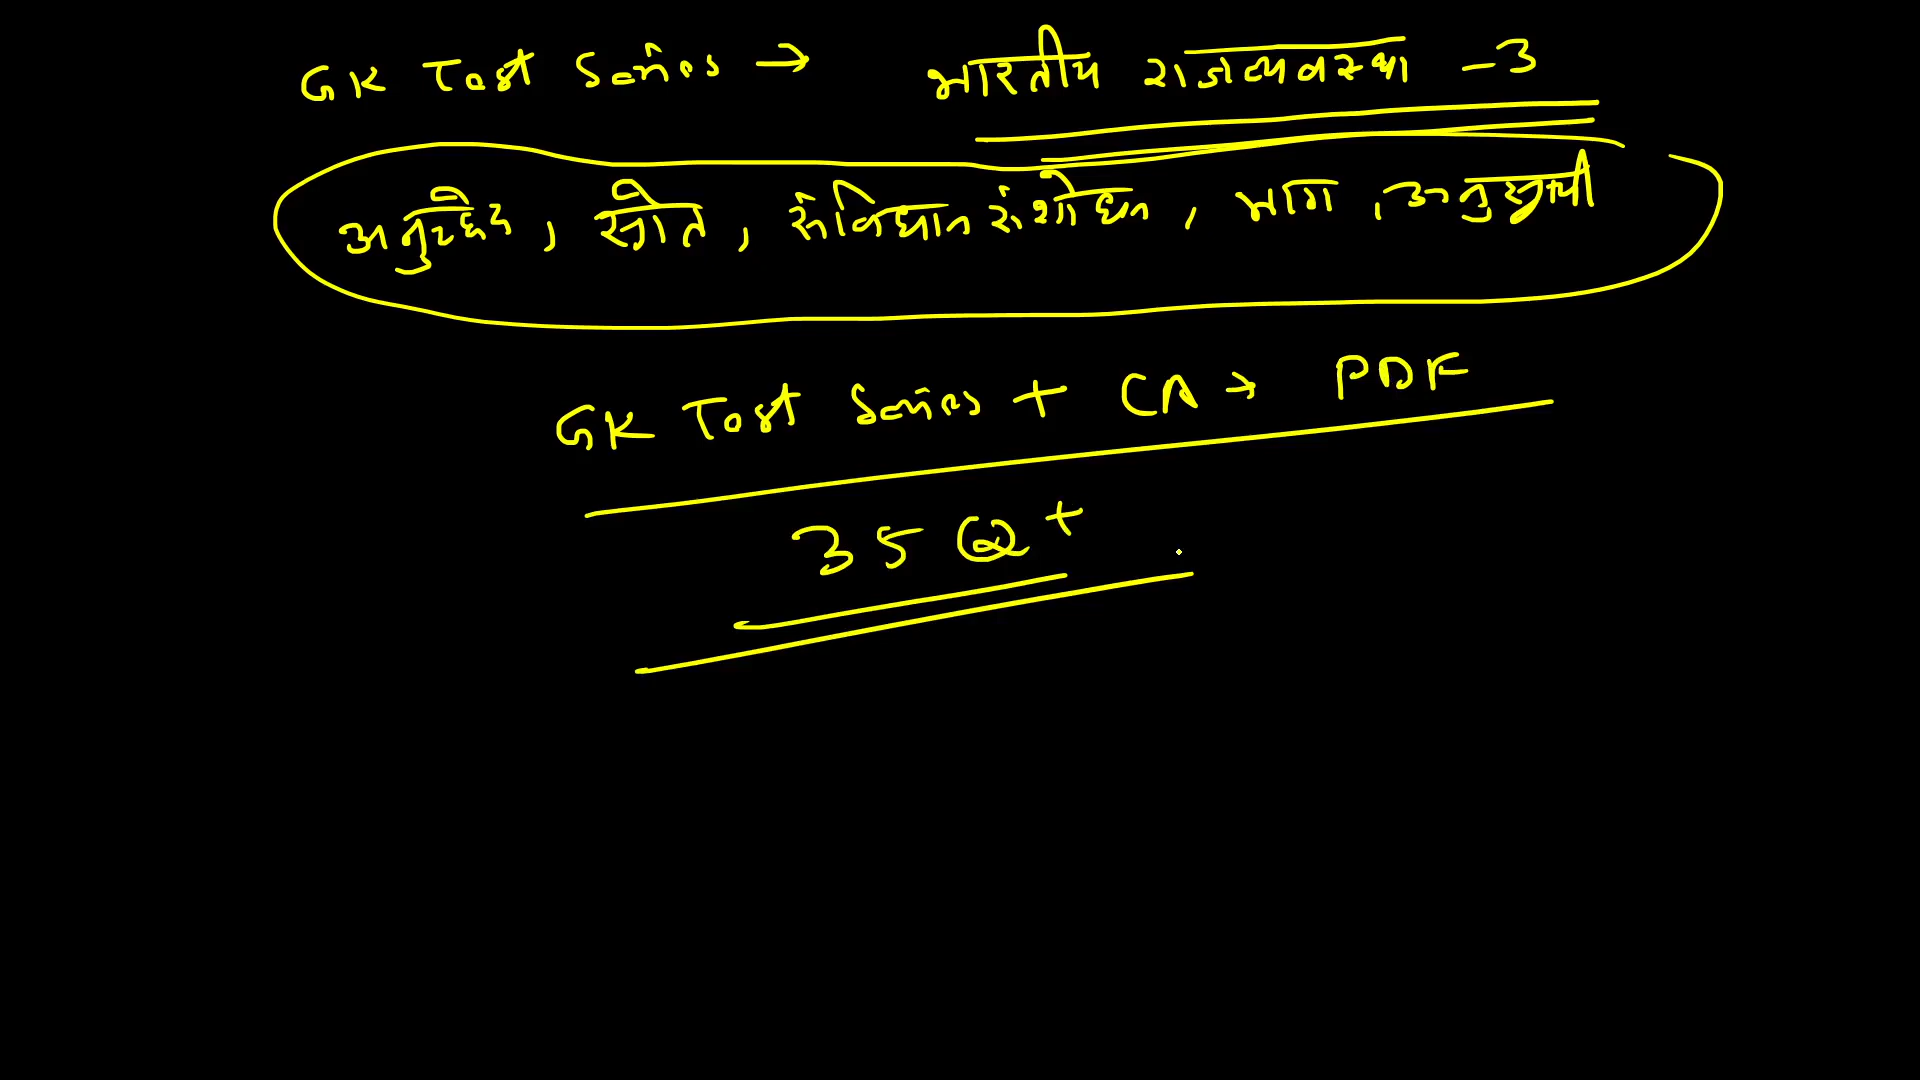 GK Test Series → भारतीय राजव्यवस्था - 3
अनुच्छेद, स्त्रोत, संविधान संशोधन, भाग, अनुसूची
GK Test Series + CA → PDF
35 Q+